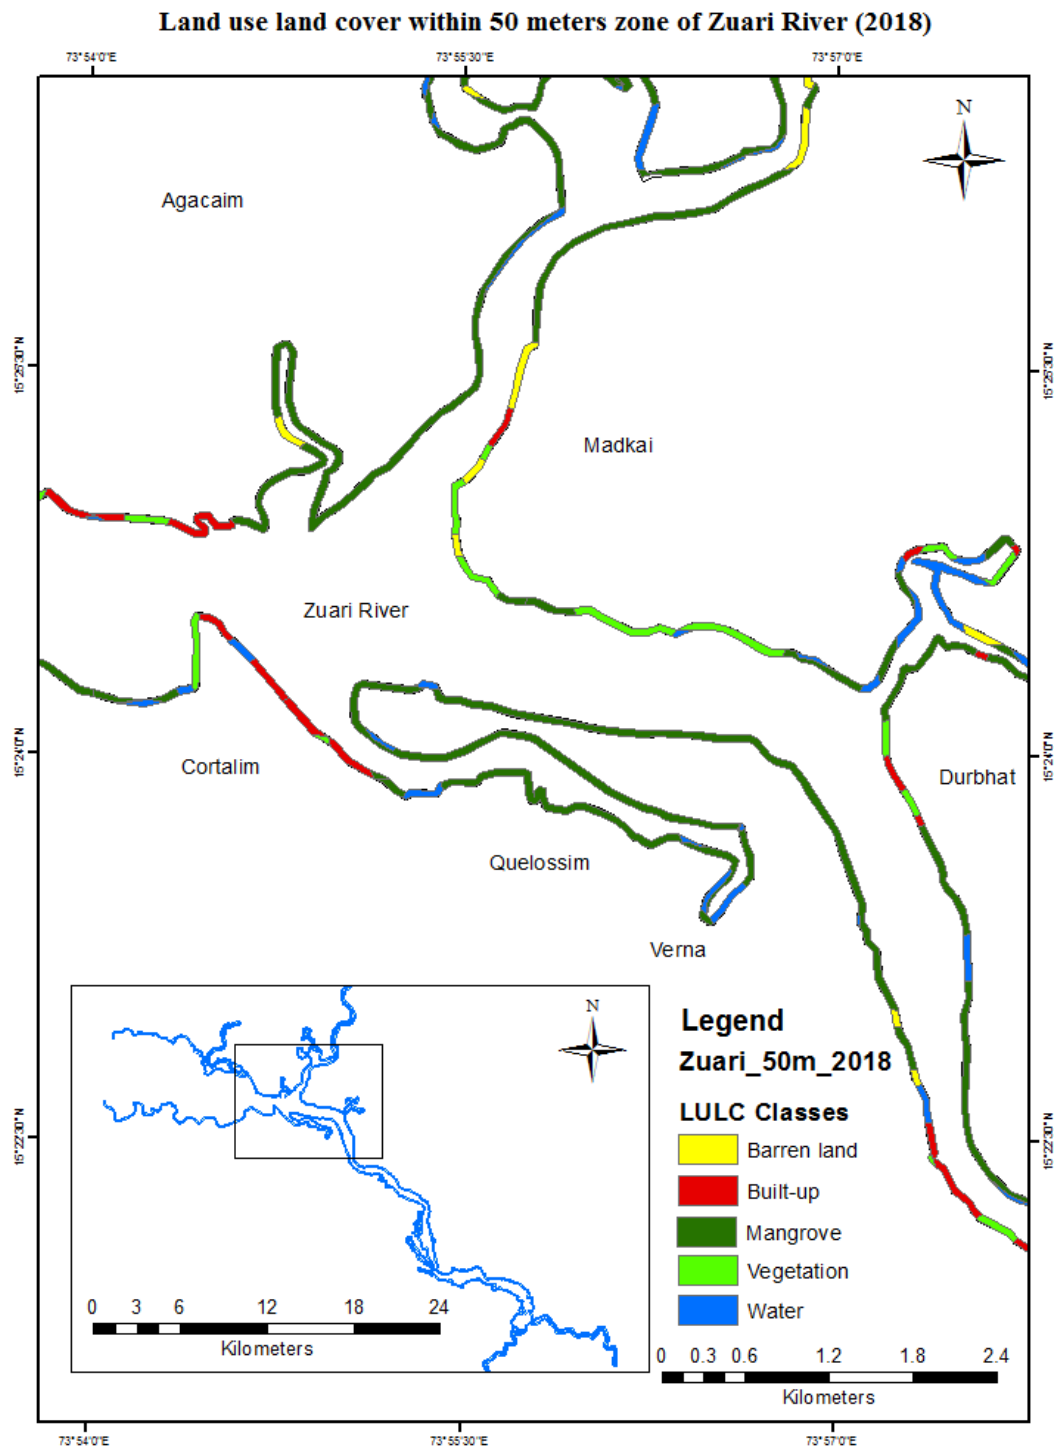 Land use land cover within 50 meters zone of Zuari River (2018)
73°54'0"E 73°55'30"E 73°57'0"E
N
Agacaim
15°25'30"N 15°25'30"N
Madkai
Zuari River
15°24'0"N 15°24'0"N
Cortalim
Durbhat
Quelossim
Verna
N
Legend
Zuari_50m_2018
LULC Classes
Barren land
15°22'30"N 15°22'30"N
Built-up
Mangrove
Vegetation
Water
0 3 6 12 18 24
Kilometers
0 0.3 0.6 1.2 1.8 2.4
Kilometers
73°54'0"E 73°55'30"E 73°57'0"E